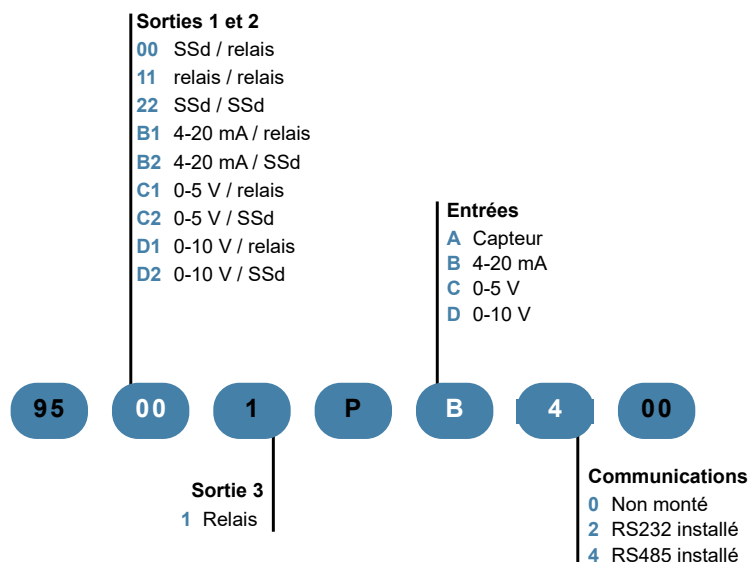 Sorties 1 et 2
00 SSd / relais
11 relais / relais
22 SSd / SSd
B1 4-20 mA / relais
B2 4-20 mA / SSd
C1 0-5 V / relais
C2 0-5 V / SSd
D1 0-10 V / relais
D2 0-10 V / SSd
Entrées
A Capteur
B 4-20 mA
C 0-5 V
D 0-10 V
95 00 1 P B 4 00
Sortie 3
1 Relais
Communications
0 Non monté
2 RS232 installé
4 RS485 installé